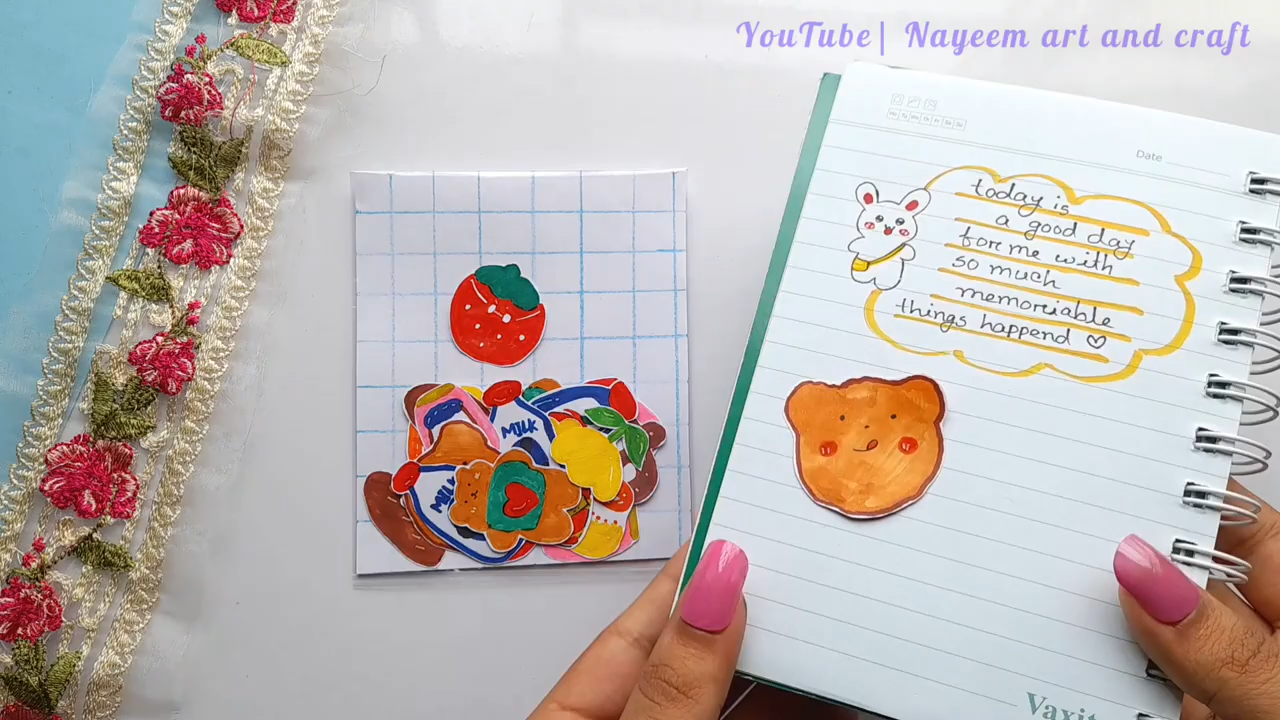 YouTube| Nayeem art and craft
Date
today is
a good day
for me with
so much
memoriable
things happend ♡
MILK
MILK